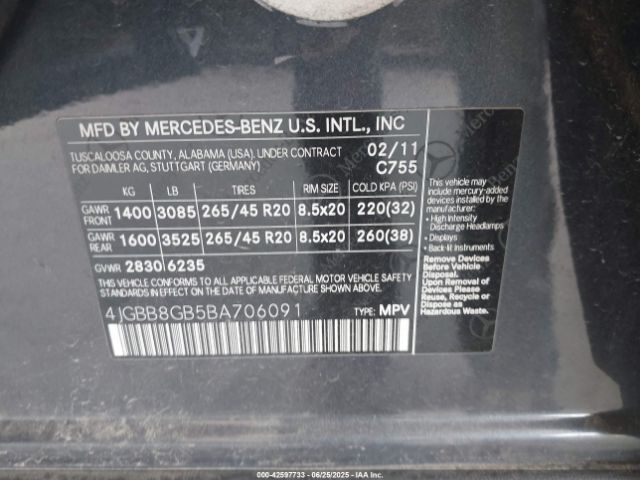 MFD BY MERCEDES-BENZ U.S. INTL., INC
TUSCALOOSA COUNTY, ALABAMA (USA). UNDER CONTRACT 02/11
FOR DAIMLER AG, STUTTGART (GERMANY) C755
KG LB TIRES RIM SIZE COLD KPA (PSI)
GAWR FRONT 1400 3085 265/45 R20 8.5x20 220(32)
GAWR REAR 1600 3525 265/45 R20 8.5x20 260(38)
GVWR 2830 6235
THIS VEHICLE CONFORMS TO ALL APPLICABLE FEDERAL MOTOR VEHICLE SAFETY
STANDARDS IN EFFECT ON THE DATE OF MANUFACTURE SHOWN ABOVE.
4JGBB8GB5BA706091 TYPE: MPV
This vehicle may
include mercury-added
devices installed by the
manufacturer:
• High Intensity
Discharge Headlamps
• Displays
• Back-lit Instruments
Remove Devices
Before Vehicle
Disposal.
Upon Removal of
Devices Please
Reuse, Recycle or
Dispose as
Hazardous Waste.
000-42597733 - 06/25/2025 - IAA Inc.